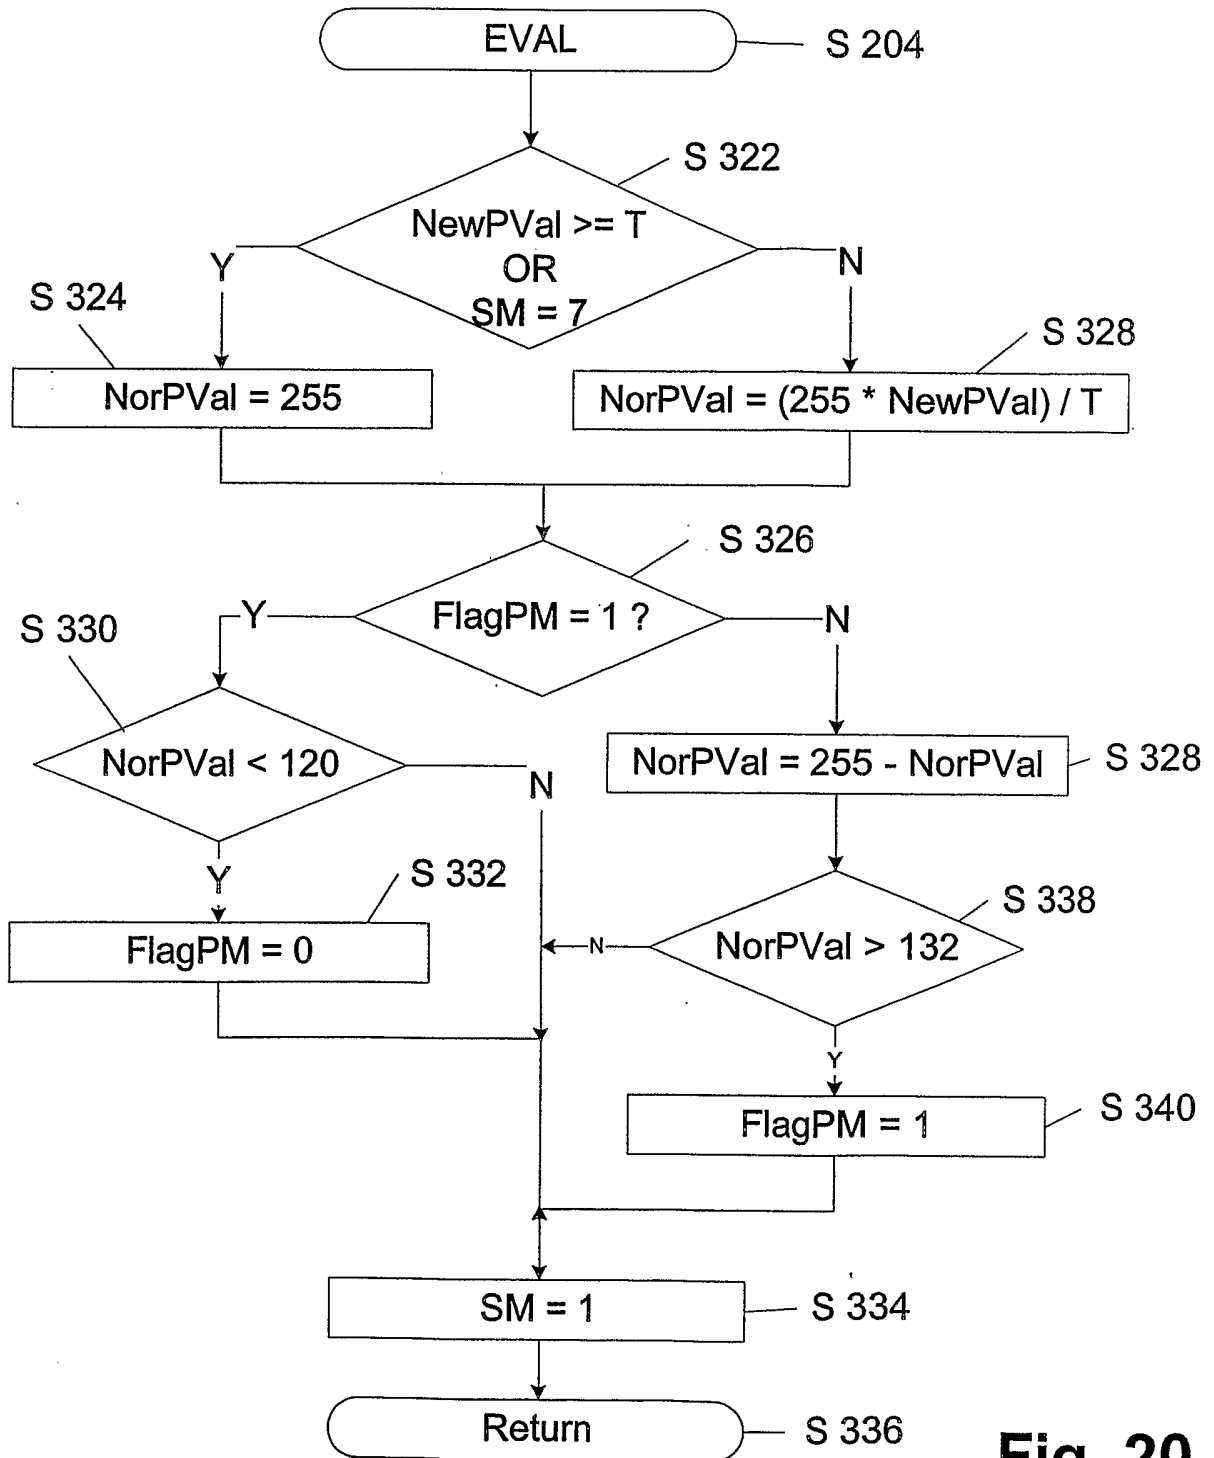 EVAL
S 204
S 322
NewPVal >= T
OR
SM = 7
Y
N
S 324
S 328
NorPVal = 255
NorPVal = (255 * NewPVal) / T
S 326
FlagPM = 1 ?
Y
N
S 330
NorPVal < 120
N
NorPVal = 255 - NorPVal
S 328
Y
S 332
S 338
FlagPM = 0
N
NorPVal > 132
Y
FlagPM = 1
S 340
SM = 1
S 334
Return
S 336
Fig. 20